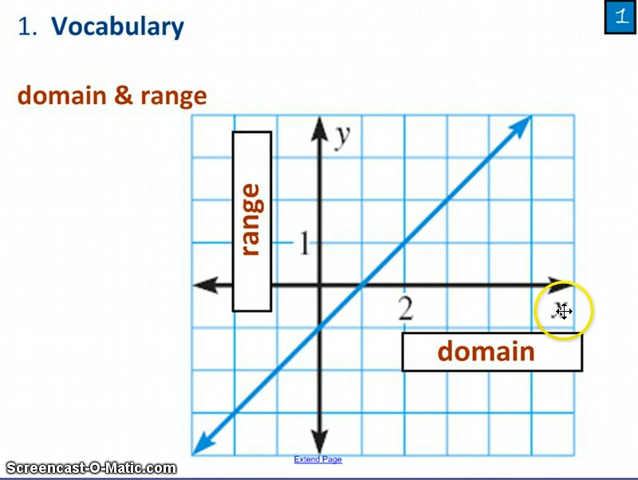 1. Vocabulary
1
domain & range
y
range
1
2
x
domain
Extend Page
Screencast-O-Matic.com